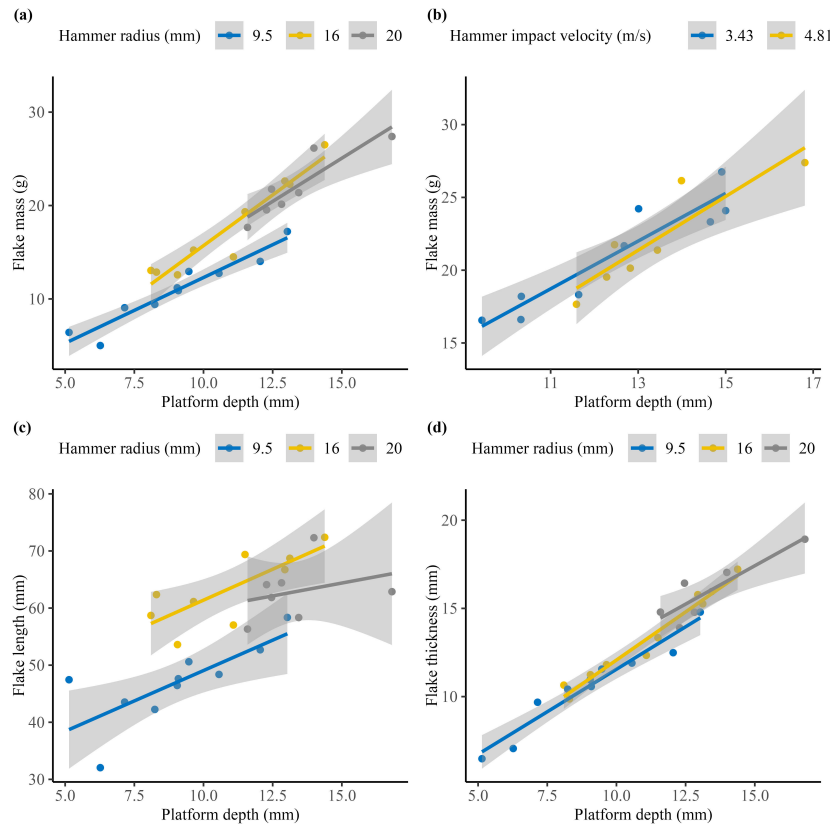 (a)
Hammer radius (mm) 9.5 16 20
Flake mass (g)
30
20
10
5.0 7.5 10.0 12.5 15.0
Platform depth (mm)
(b)
Hammer impact velocity (m/s) 3.43 4.81
Flake mass (g)
30
25
20
15
11 13 15 17
Platform depth (mm)
(c)
Hammer radius (mm) 9.5 16 20
Flake length (mm)
80
70
60
50
40
30
5.0 7.5 10.0 12.5 15.0
Platform depth (mm)
(d)
Hammer radius (mm) 9.5 16 20
Flake thickness (mm)
20
15
10
5.0 7.5 10.0 12.5 15.0
Platform depth (mm)